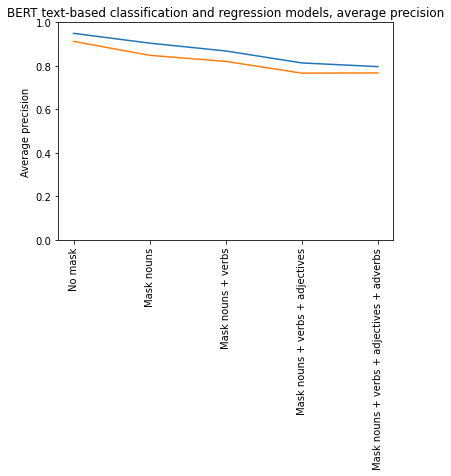 BERT text-based classification and regression models, average precision
1.0
0.8
0.6
0.4
0.2
0.0
Average precision
No mask
Mask nouns
Mask nouns + verbs
Mask nouns + verbs + adjectives
Mask nouns + verbs + adjectives + adverbs